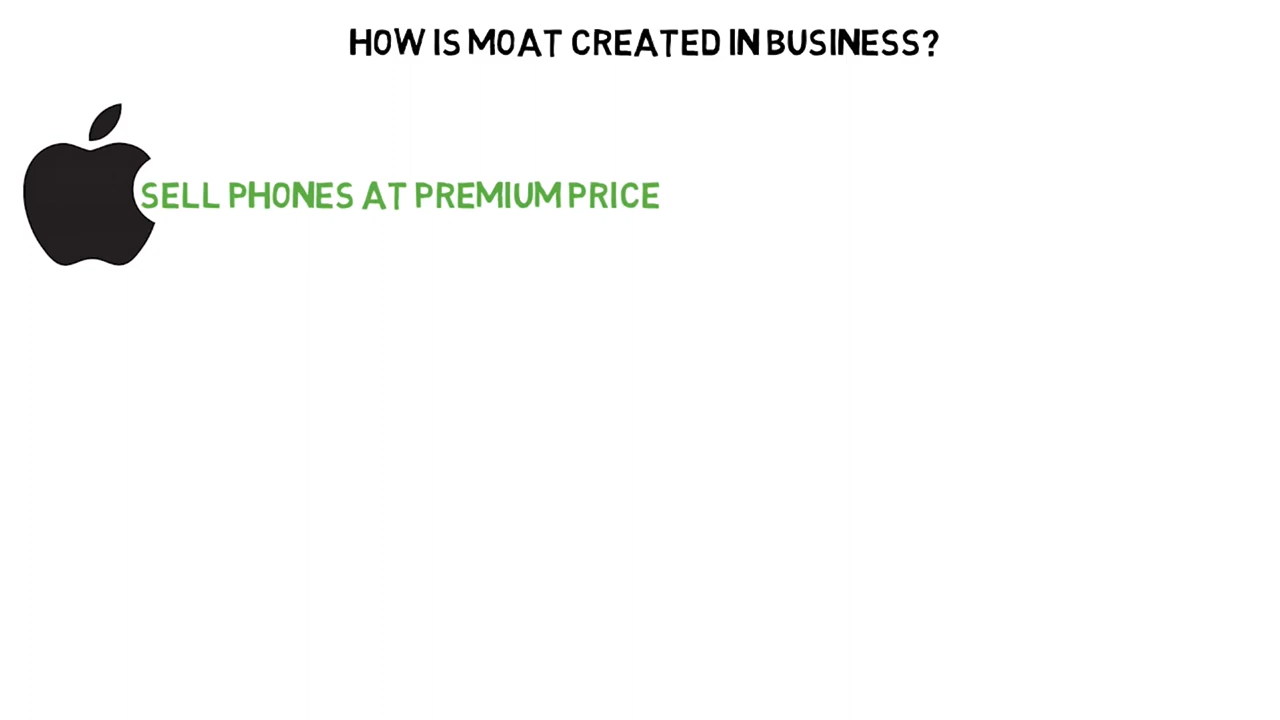 HOW IS MOAT CREATED IN BUSINESS?
SELL PHONES AT PREMIUM PRICE